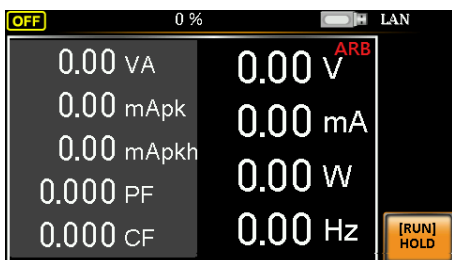 OFF 0 % LAN
ARB
0.00 VA
0.00 mApk
0.00 mApkh
0.000 PF
0.000 CF
0.00 V
0.00 mA
0.00 W
0.00 Hz
[RUN]
HOLD